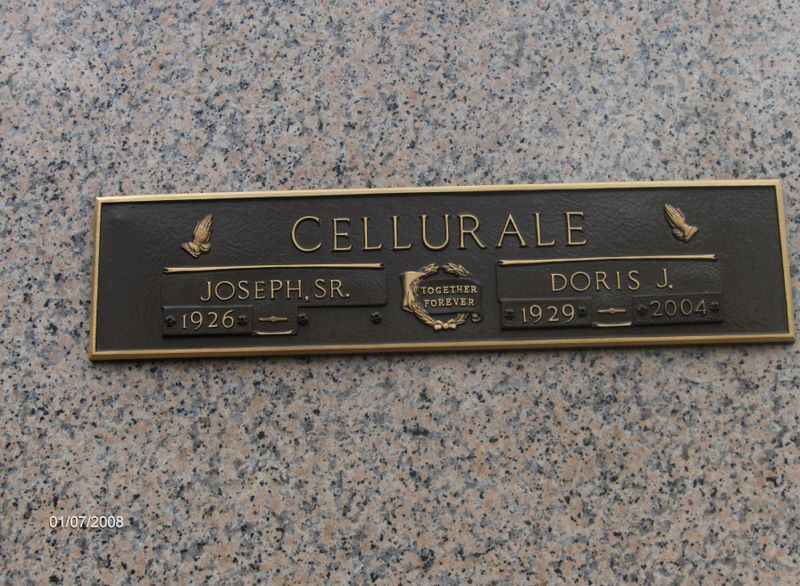 CELLURALE
JOSEPH, SR.
1926
TOGETHER
FOREVER
DORIS J.
1929 2004
01/07/2008